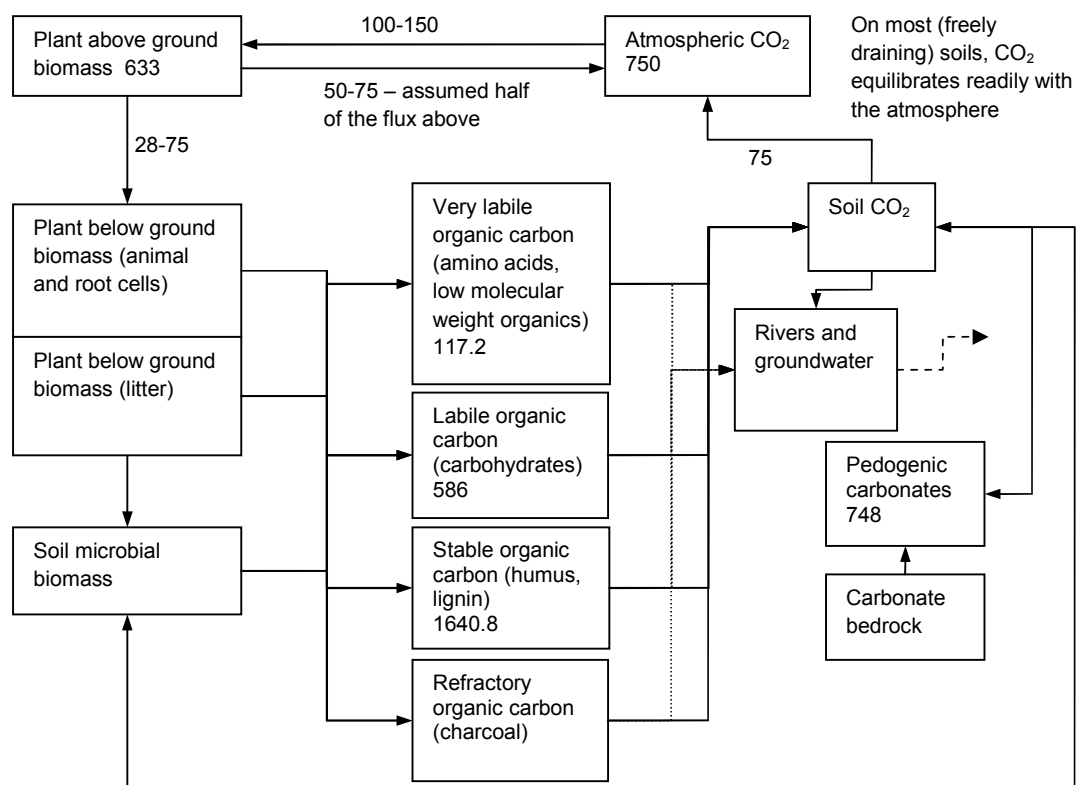 Plant above ground
biomass 633
100-150
50-75 – assumed half
of the flux above
Atmospheric CO₂
750
On most (freely
draining) soils, CO₂
equilibrates readily with
the atmosphere
28-75
75
Plant below ground
biomass (animal
and root cells)
Plant below ground
biomass (litter)
Soil microbial
biomass
Very labile
organic carbon
(amino acids,
low molecular
weight organics)
117.2
Labile organic
carbon
(carbohydrates)
586
Stable organic
carbon (humus,
lignin)
1640.8
Refractory
organic carbon
(charcoal)
Soil CO₂
Rivers and
groundwater
Pedogenic
carbonates
748
Carbonate
bedrock